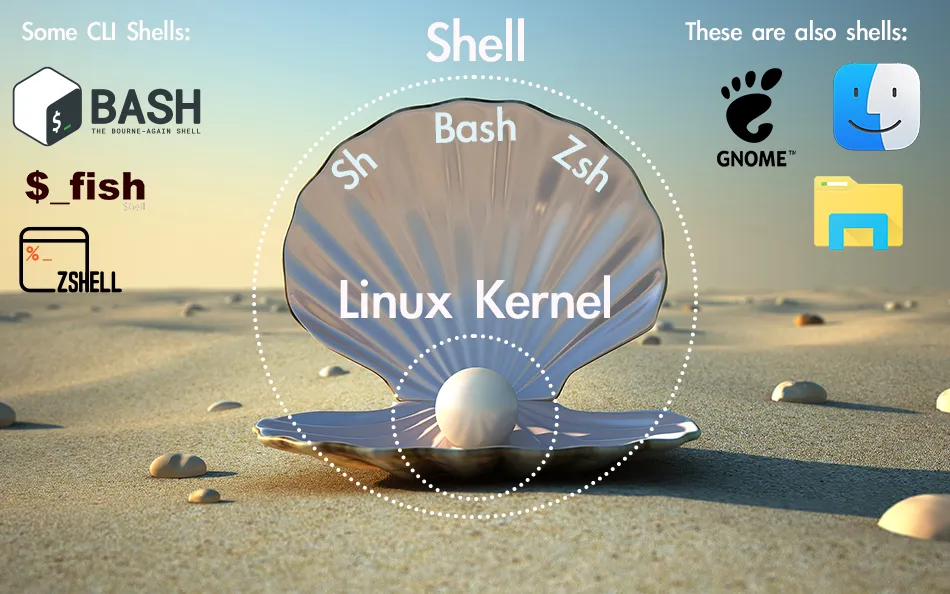 Some CLI Shells:
Shell
These are also shells:
BASH
THE BOURNE-AGAIN SHELL
$_
$_fish
Shell
%_
ZSHELL
Sh
Bash
Zsh
Linux Kernel
GNOME™